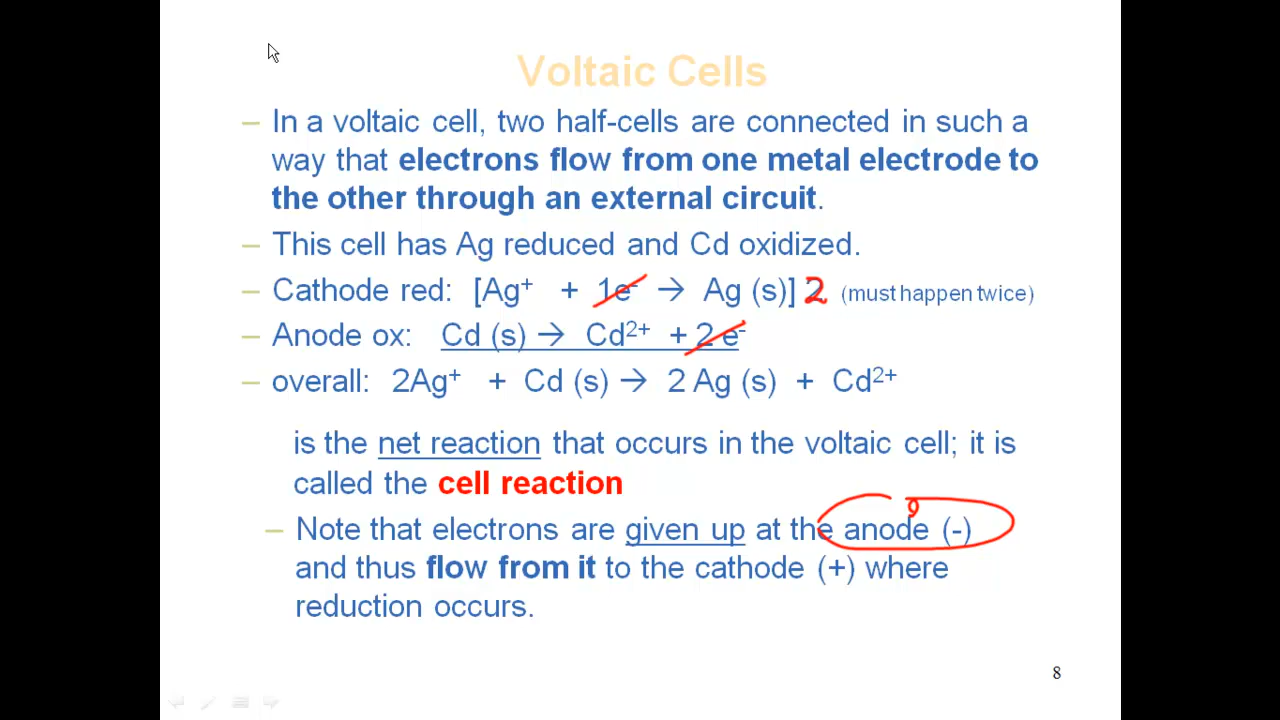 Voltaic Cells
– In a voltaic cell, two half-cells are connected in such a
way that electrons flow from one metal electrode to
the other through an external circuit.
– This cell has Ag reduced and Cd oxidized.
– Cathode red: [Ag⁺ + 1e⁻ → Ag (s)] 2 (must happen twice)
– Anode ox: Cd (s) → Cd²⁺ + 2 e⁻
– overall: 2Ag⁺ + Cd (s) → 2 Ag (s) + Cd²⁺
is the net reaction that occurs in the voltaic cell; it is
called the cell reaction
– Note that electrons are given up at the anode (-)
and thus flow from it to the cathode (+) where
reduction occurs.
8